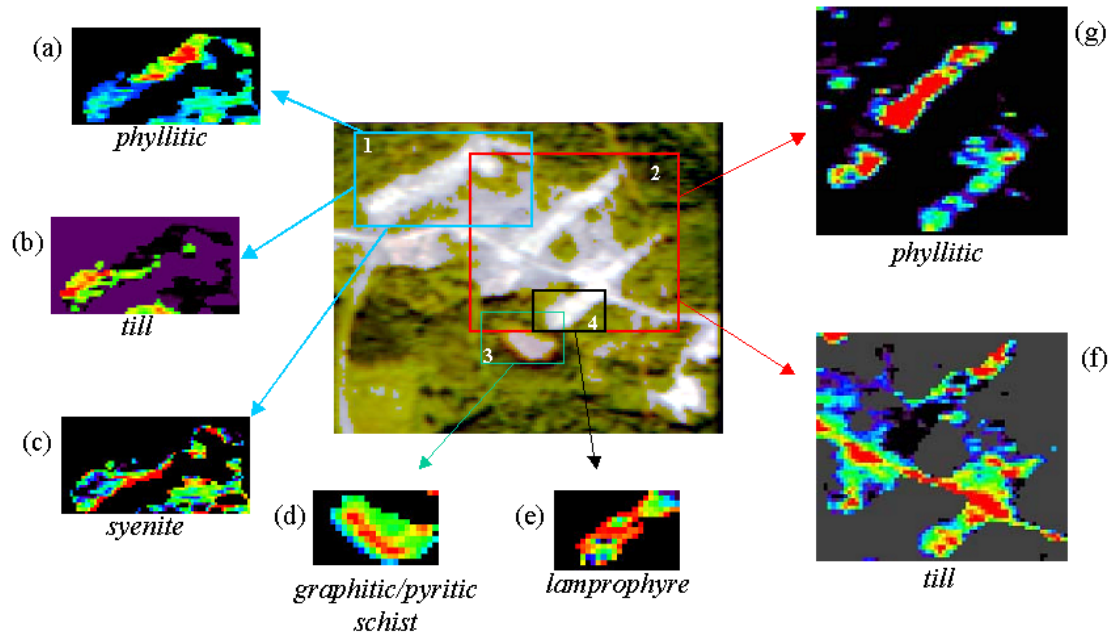 (a)
phyllitic
(b)
till
(c)
syenite
1
2
3
4
(d)
graphitic/pyritic
schist
(e)
lamprophyre
(g)
phyllitic
(f)
till